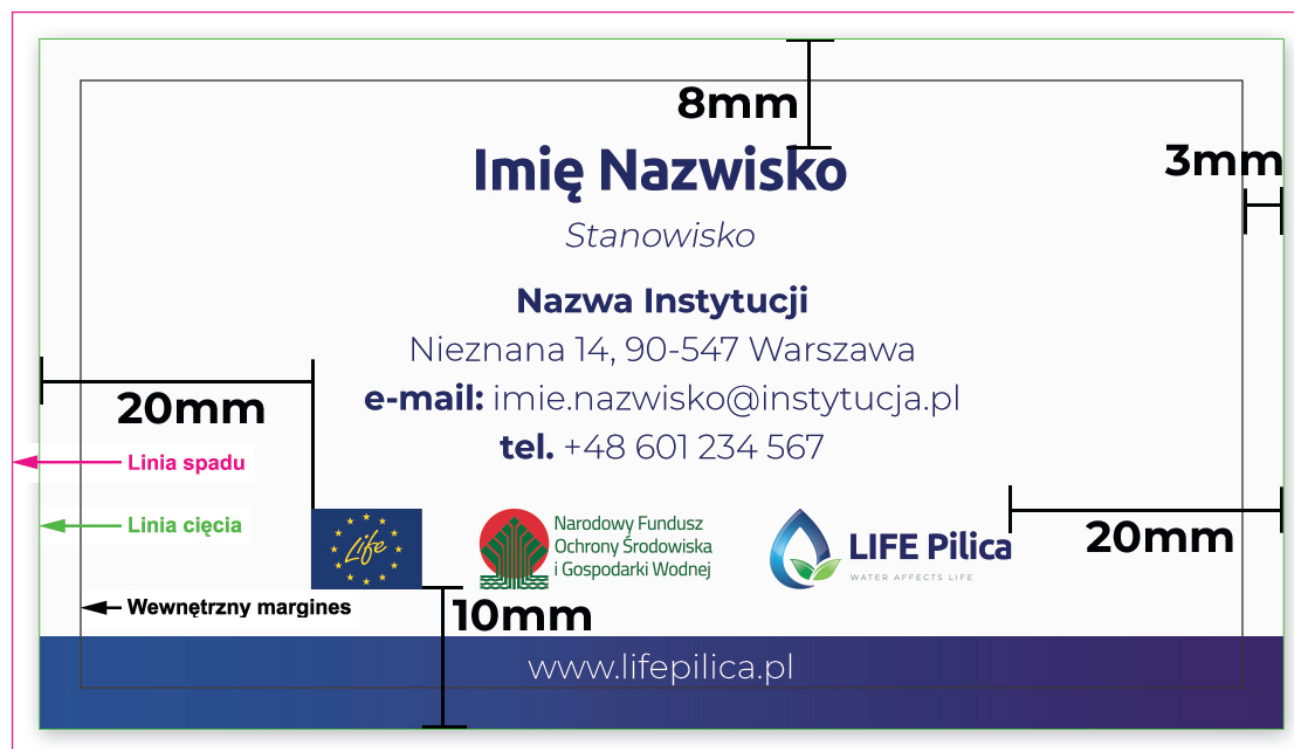 8mm
Imię Nazwisko
3mm
Stanowisko
Nazwa Instytucji
Nieznana 14, 90-547 Warszawa
20mm
e-mail: imie.nazwisko@instytucja.pl
tel. +48 601 234 567
Linia spadu
Linia cięcia
Life
Narodowy Fundusz
Ochrony Środowiska
i Gospodarki Wodnej
LIFE Pilica
WATER AFFECTS LIFE
20mm
Wewnętrzny margines
10mm
www.lifepilica.pl